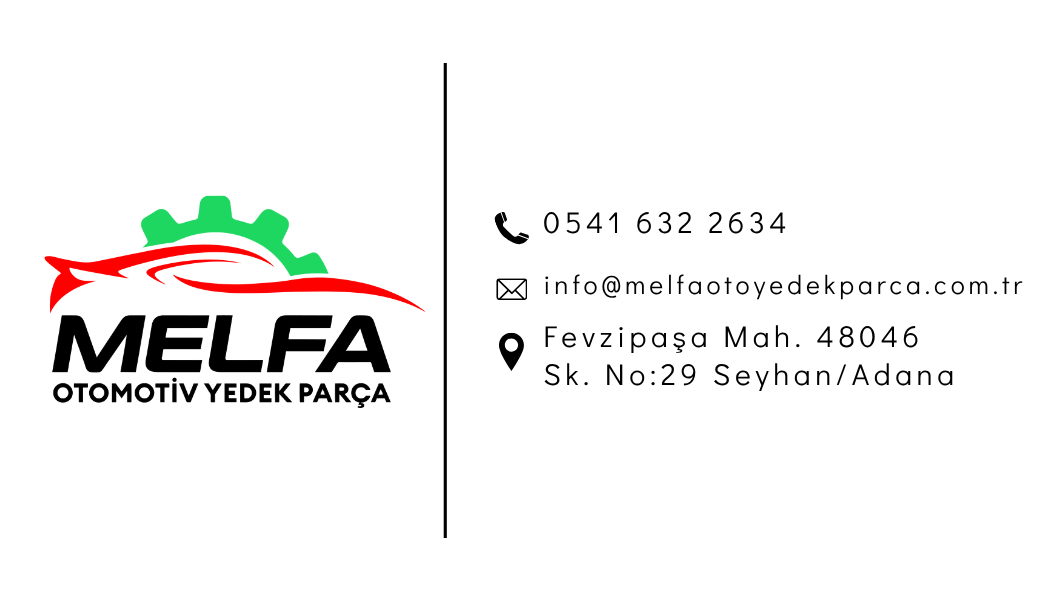 MELFA
OTOMOTİV YEDEK PARÇA
0541 632 2634
info@melfaotoyedekparca.com.tr
Fevzipaşa Mah. 48046
Sk. No:29 Seyhan/Adana